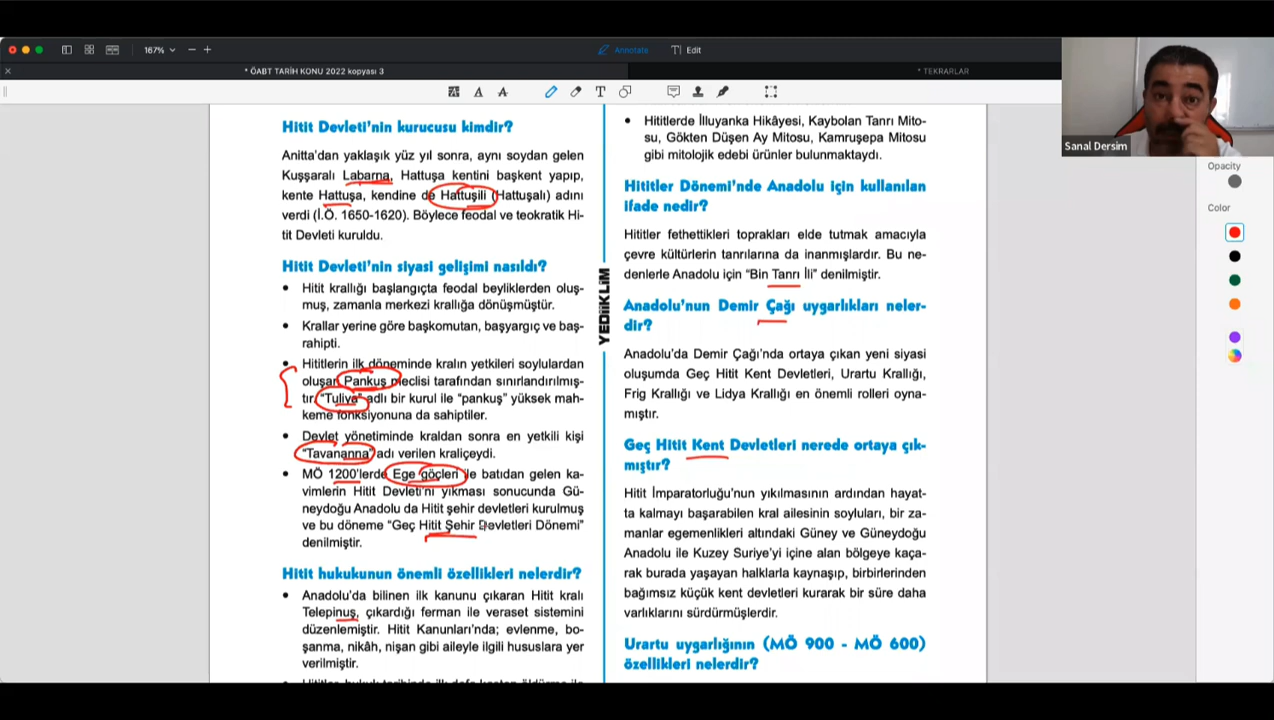 167%
Annotate
Edit
* ÖABT TARİH KONU 2022 kopyası 3
* TEKRARLAR
Sanal Dersim
Opacity
Color
Hitit Devleti'nin kurucusu kimdir?
Anitta'dan yaklaşık yüz yıl sonra, aynı soydan gelen
Kuşşaralı Labarna, Hattuşa kentini başkent yapıp,
kente Hattuşa, kendine de Hattuşili (Hattuşalı) adını
verdi (İ.Ö. 1650-1620). Böylece feodal ve teokratik Hi-
tit Devleti kuruldu.
Hitit Devleti'nin siyasi gelişimi nasıldı?
• Hitit krallığı başlangıçta feodal beyliklerden oluş-
muş, zamanla merkezi krallığa dönüşmüştür.
• Krallar yerine göre başkomutan, başyargıç ve baş-
rahipti.
• Hititlerin ilk döneminde kralın yetkileri soylulardan
oluşan Pankuş meclisi tarafından sınırlandırılmış-
tır. "Tuliya" adlı bir kurul ile "pankuş" yüksek mah-
keme fonksiyonuna da sahiptiler.
• Devlet yönetiminde kraldan sonra en yetkili kişi
"Tavananna" adı verilen kraliçeydi.
• MÖ 1200'lerde Ege göçleri ile batıdan gelen ka-
vimlerin Hitit Devleti'ni yıkması sonucunda Gü-
neydoğu Anadolu da Hitit şehir devletleri kurulmuş
ve bu döneme "Geç Hitit Şehir Devletleri Dönemi"
denilmiştir.
Hitit hukukunun önemli özellikleri nelerdir?
• Anadolu'da bilinen ilk kanunu çıkaran Hitit kralı
Telepinuş, çıkardığı ferman ile veraset sistemini
düzenlemiştir. Hitit Kanunları'nda; evlenme, bo-
şanma, nikâh, nişan gibi aileyle ilgili hususlara yer
verilmiştir.
YEDİİKLİM
• Hititlerde İlluyanka Hikâyesi, Kaybolan Tanrı Mito-
su, Gökten Düşen Ay Mitosu, Kamruşepa Mitosu
gibi mitolojik edebi ürünler bulunmaktaydı.
Hititler Dönemi'nde Anadolu için kullanılan
ifade nedir?
Hititler fethettikleri toprakları elde tutmak amacıyla
çevre kültürlerin tanrılarına da inanmışlardır. Bu ne-
denlerle Anadolu için "Bin Tanrı İli" denilmiştir.
Anadolu'nun Demir Çağı uygarlıkları neler-
dir?
Anadolu'da Demir Çağı'nda ortaya çıkan yeni siyasi
oluşumda Geç Hitit Kent Devletleri, Urartu Krallığı,
Frig Krallığı ve Lidya Krallığı en önemli rolleri oyna-
mıştır.
Geç Hitit Kent Devletleri nerede ortaya çık-
mıştır?
Hitit İmparatorluğu'nun yıkılmasının ardından hayat-
ta kalmayı başarabilen kral ailesinin soyluları, bir za-
manlar egemenlikleri altındaki Güney ve Güneydoğu
Anadolu ile Kuzey Suriye'yi içine alan bölgeye kaça-
rak burada yaşayan halklarla kaynaşıp, birbirlerinden
bağımsız küçük kent devletleri kurarak bir süre daha
varlıklarını sürdürmüşlerdir.
Urartu uygarlığının (MÖ 900 - MÖ 600)
özellikleri nelerdir?